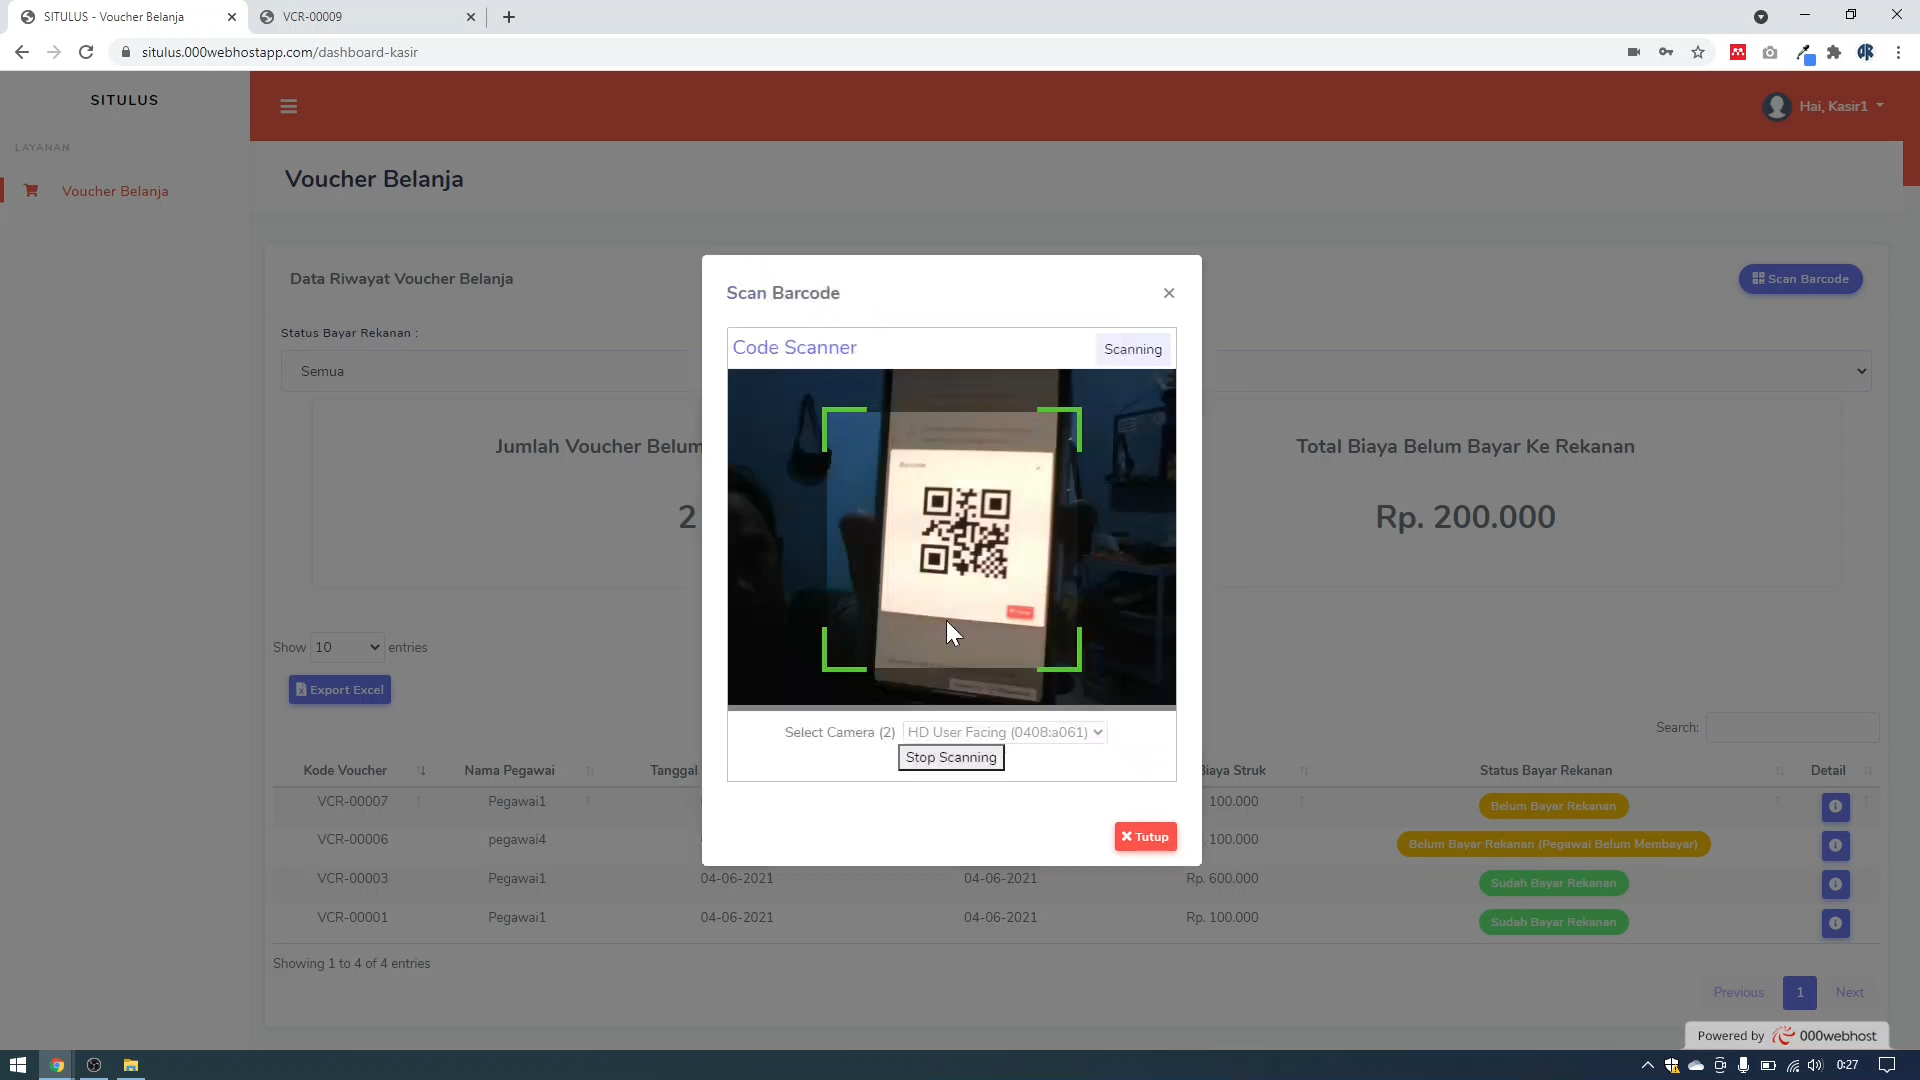 SITULUS - Voucher Belanja
VCR-00009
situlus.000webhostapp.com/dashboard-kasir
SITULUS
Hai, Kasir1
LAYANAN
Voucher Belanja
Voucher Belanja
Data Riwayat Voucher Belanja
Scan Barcode
Status Bayar Rekanan :
Semua
Jumlah Voucher Belum
Total Biaya Belum Bayar Ke Rekanan
2
Rp. 200.000
Scan Barcode
Code Scanner
Scanning
Barcode
Select Camera (2) HD User Facing (0408:a061)
Stop Scanning
Tutup
Show 10 entries
Export Excel
Search:
Kode Voucher Nama Pegawai Tanggal Biaya Struk Status Bayar Rekanan Detail
VCR-00007 Pegawai1 100.000 Belum Bayar Rekanan
VCR-00006 pegawai4 100.000 Belum Bayar Rekanan (Pegawai Belum Membayar)
VCR-00003 Pegawai1 04-06-2021 04-06-2021 Rp. 600.000 Sudah Bayar Rekanan
VCR-00001 Pegawai1 04-06-2021 04-06-2021 Rp. 100.000 Sudah Bayar Rekanan
Showing 1 to 4 of 4 entries
Previous 1 Next
Powered by 000webhost
0:27